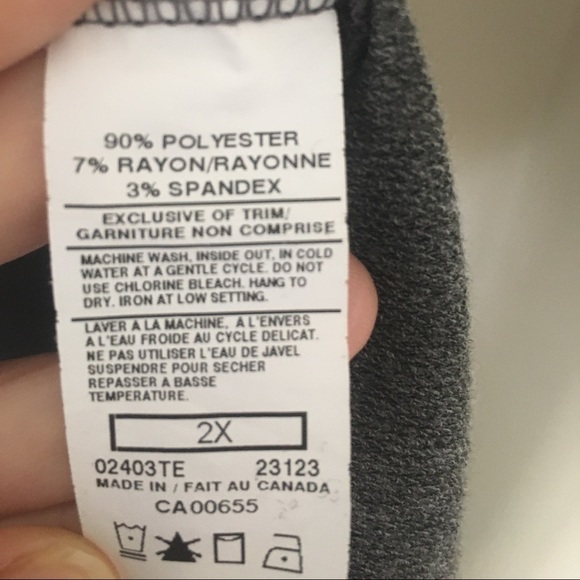 90% POLYESTER
7% RAYON/RAYONNE
3% SPANDEX
EXCLUSIVE OF TRIM/
GARNITURE NON COMPRISE
MACHINE WASH, INSIDE OUT, IN COLD
WATER AT A GENTLE CYCLE. DO NOT
USE CHLORINE BLEACH. HANG TO
DRY. IRON AT LOW SETTING.
LAVER A LA MACHINE, A L'ENVERS
A L'EAU FROIDE AU CYCLE DELICAT.
NE PAS UTILISER L'EAU DE JAVEL
SUSPENDRE POUR SECHER
REPASSER A BASSE
TEMPERATURE.
2X
02403TE 23123
MADE IN / FAIT AU CANADA
CA00655